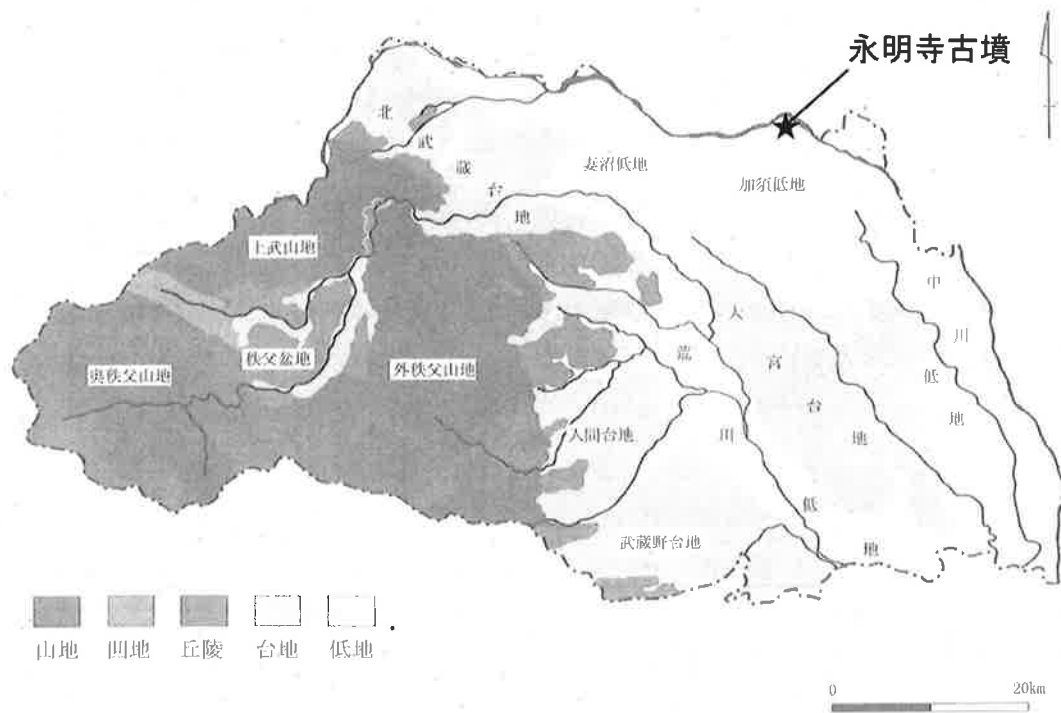 永明寺古墳
北武蔵台地
妻沼低地
加須低地
上武山地
秩父盆地
奥秩父山地
外秩父山地
入間台地
荒川低地
大宮台地
中川低地
武蔵野台地
山地
凹地
丘陵
台地
低地
0
20km